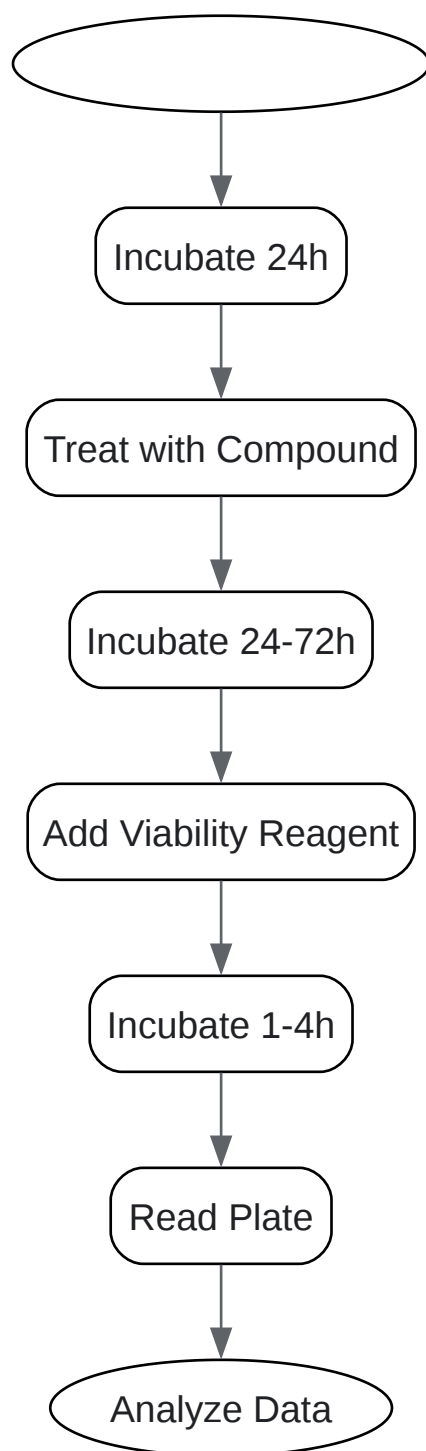 Incubate 24h
Treat with Compound
Incubate 24-72h
Add Viability Reagent
Incubate 1-4h
Read Plate
Analyze Data